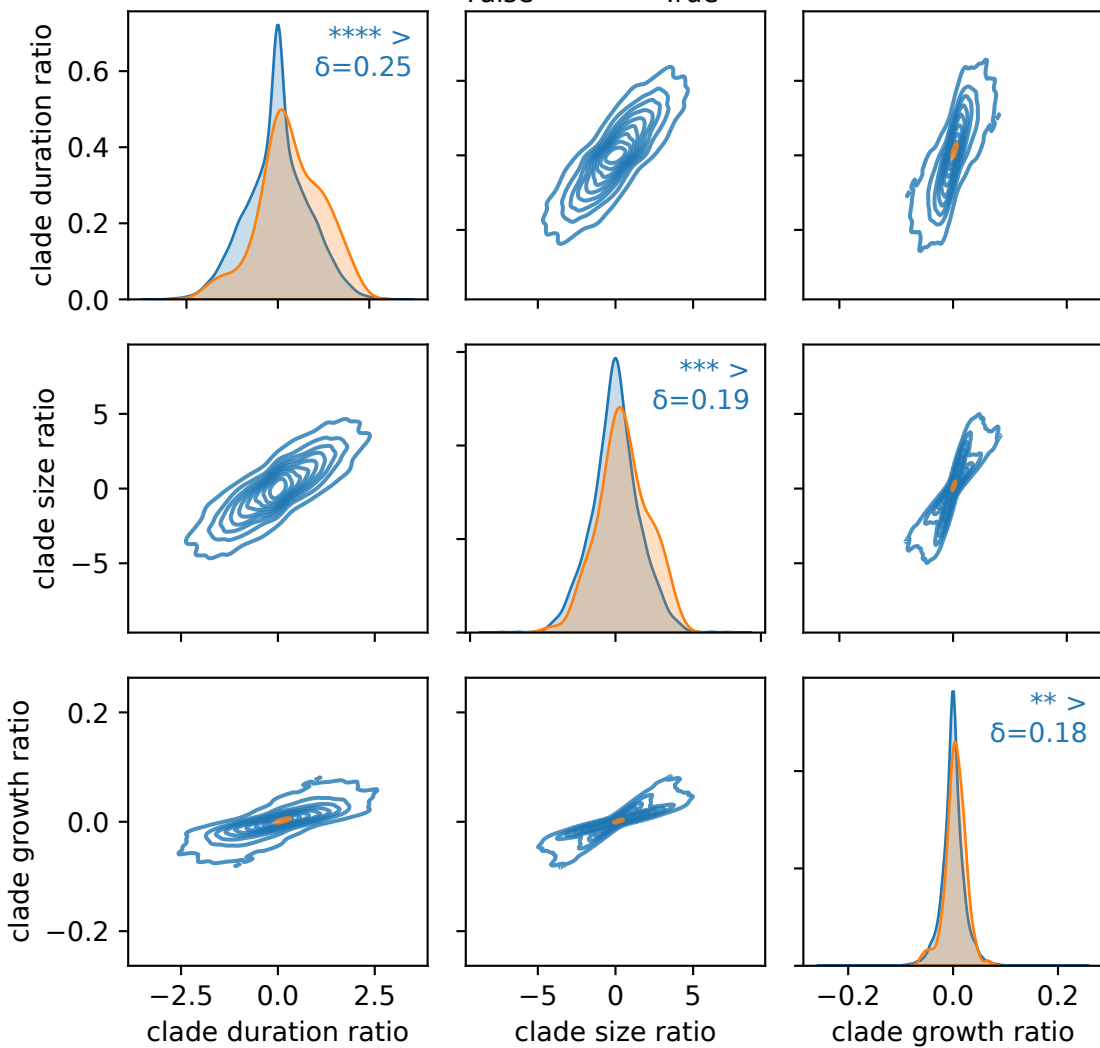 **** >
δ=0.25
clade duration ratio
0.6
0.4
0.2
0.0
*** >
δ=0.19
clade size ratio
5
0
−5
** >
δ=0.18
clade growth ratio
0.2
0.0
−0.2
−2.5 0.0 2.5 −5 0 5 −0.2 0.0 0.2
clade duration ratio clade size ratio clade growth ratio